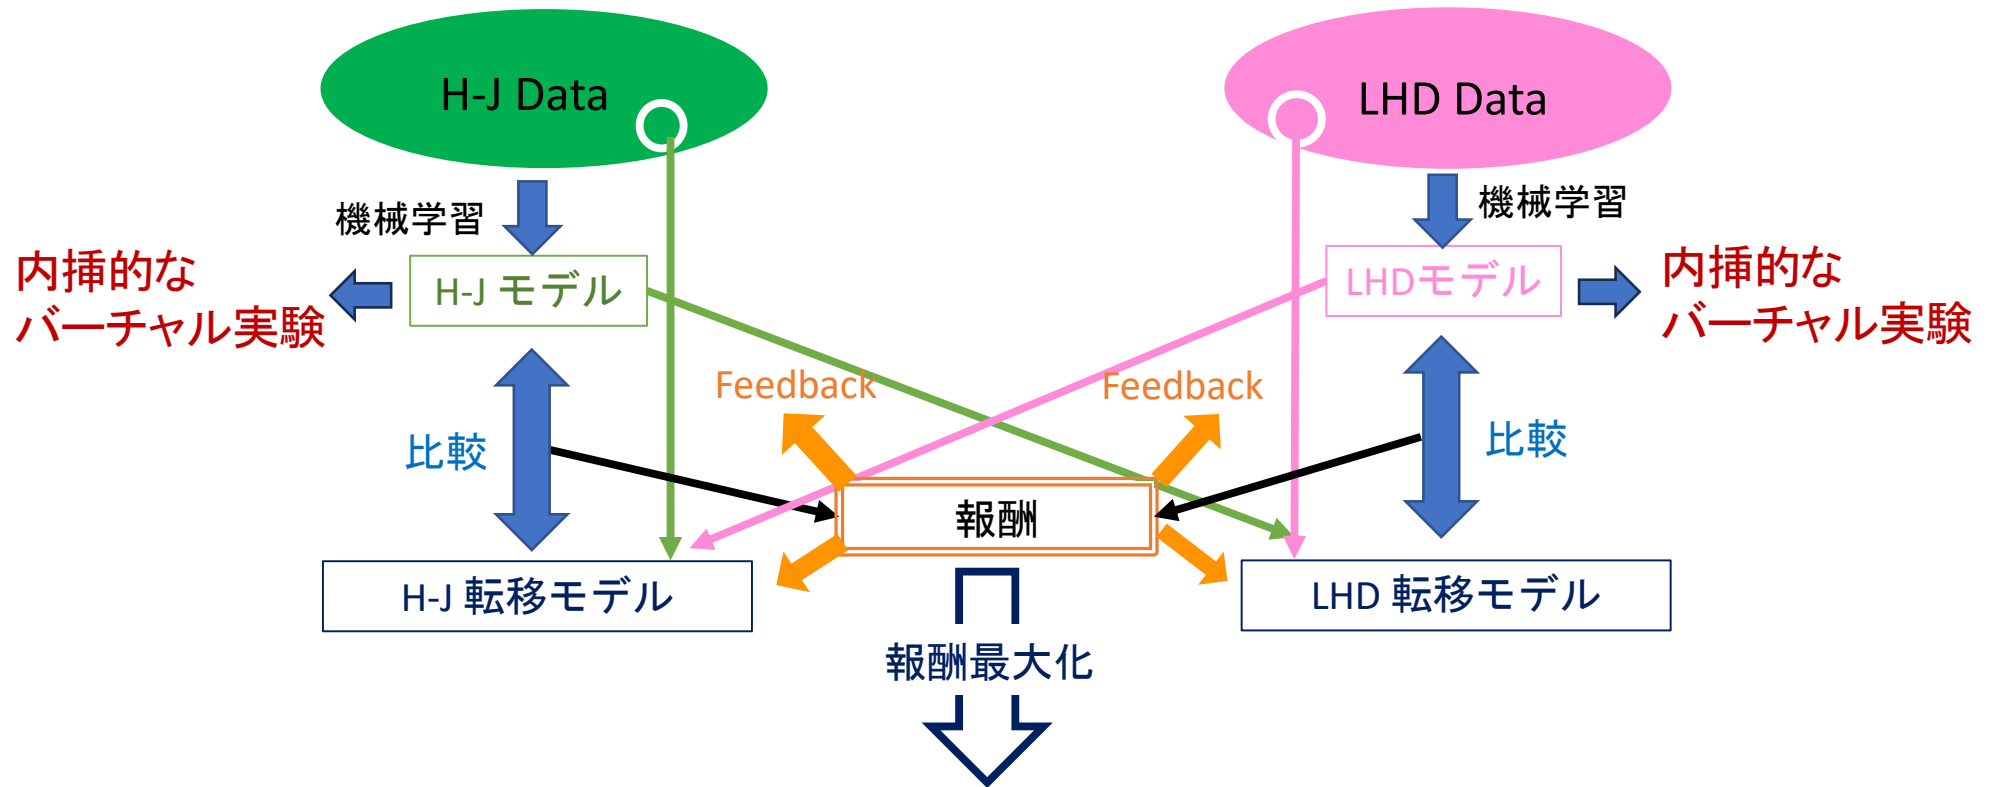 H-J Data
LHD Data
機械学習
機械学習
内挿的な
バーチャル実験
H-J モデル
LHDモデル
内挿的な
バーチャル実験
Feedback
Feedback
比較
比較
報酬
H-J 転移モデル
LHD 転移モデル
報酬最大化